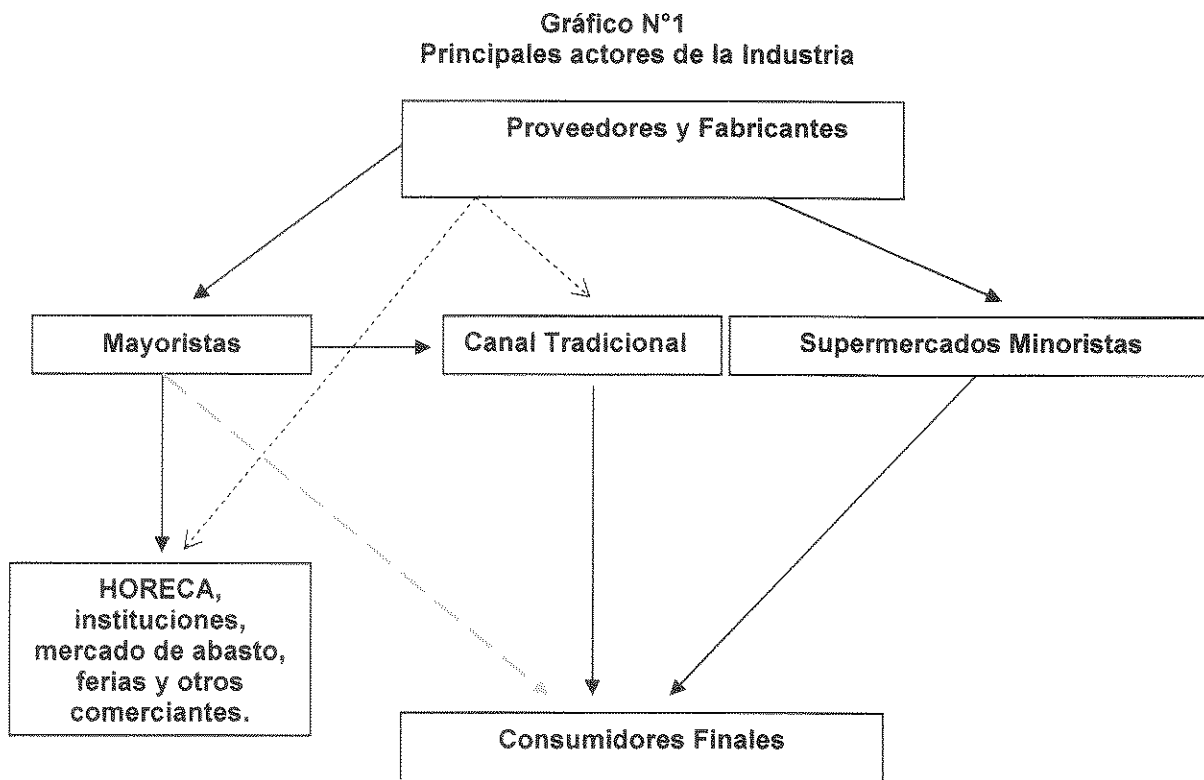 Gráfico N°1
Principales actores de la Industria
Proveedores y Fabricantes
Mayoristas
Canal Tradicional
Supermercados Minoristas
HORECA,
instituciones,
mercado de abasto,
ferias y otros
comerciantes.
Consumidores Finales